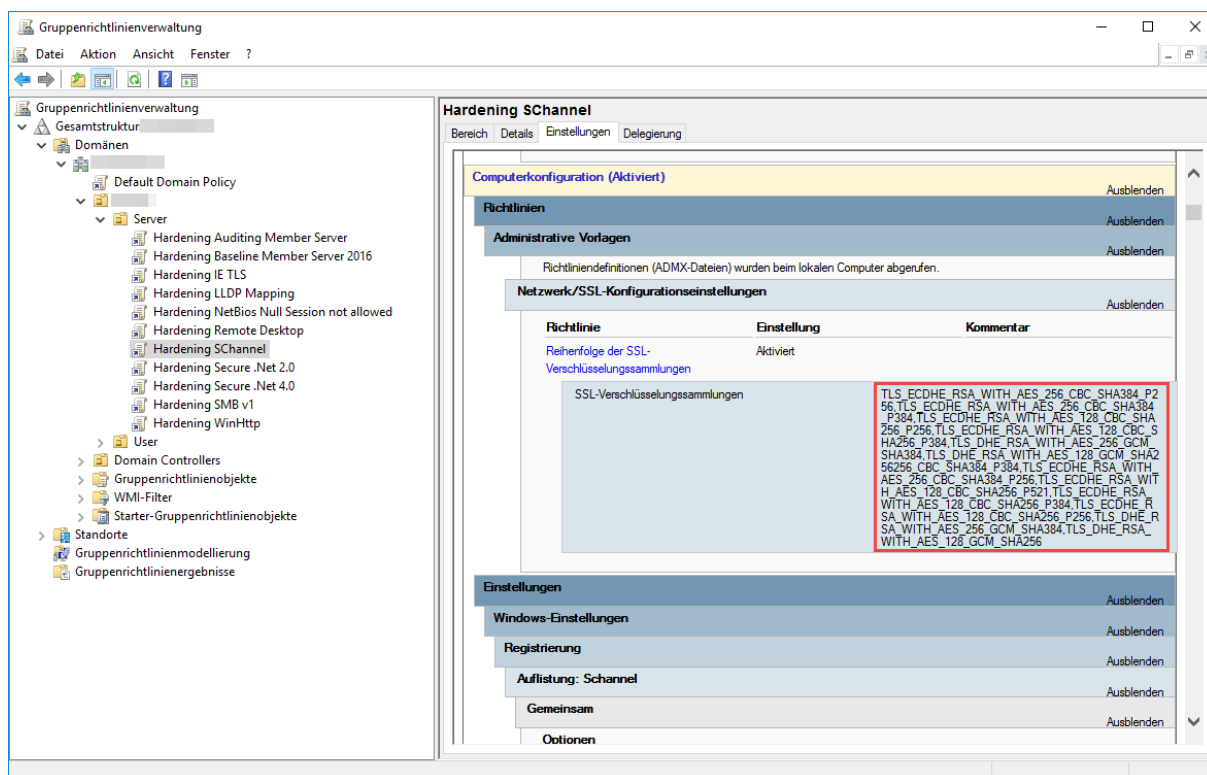 Gruppenrichtlinienverwaltung
Datei Aktion Ansicht Fenster ?
Gruppenrichtlinienverwaltung
Gesamtstruktur
Domänen
Default Domain Policy
Server
Hardening Auditing Member Server
Hardening Baseline Member Server 2016
Hardening IE TLS
Hardening LLDP Mapping
Hardening NetBios Null Session not allowed
Hardening Remote Desktop
Hardening SChannel
Hardening Secure .Net 2.0
Hardening Secure .Net 4.0
Hardening SMB v1
Hardening WinHttp
User
Domain Controllers
Gruppenrichtlinienobjekte
WMI-Filter
Starter-Gruppenrichtlinienobjekte
Standorte
Gruppenrichtlinienmodellierung
Gruppenrichtlinienergebnisse
Hardening SChannel
Bereich Details Einstellungen Delegierung
Computerkonfiguration (Aktiviert)
Ausblenden
Richtlinien
Ausblenden
Administrative Vorlagen
Ausblenden
Richtliniendefinitionen (ADMX-Dateien) wurden beim lokalen Computer abgerufen.
Netzwerk/SSL-Konfigurationseinstellungen
Ausblenden
Richtlinie Einstellung Kommentar
Reihenfolge der SSL- Aktiviert
Verschlüsselungssammlungen
SSL-Verschlüsselungssammlungen
TLS_ECDHE_RSA_WITH_AES_256_CBC_SHA384_P2
56,TLS_ECDHE_RSA_WITH_AES_256_CBC_SHA384
_P384,TLS_ECDHE_RSA_WITH_AES_128_CBC_SHA
256_P256,TLS_ECDHE_RSA_WITH_AES_128_CBC_S
HA256_P384,TLS_DHE_RSA_WITH_AES_256_GCM_
SHA384,TLS_DHE_RSA_WITH_AES_128_GCM_SHA2
56256_CBC_SHA384_P384,TLS_ECDHE_RSA_WITH_
AES_256_CBC_SHA384_P256,TLS_ECDHE_RSA_WIT
H_AES_128_CBC_SHA256_P521,TLS_ECDHE_RSA_
WITH_AES_128_CBC_SHA256_P384,TLS_ECDHE_R
SA_WITH_AES_128_CBC_SHA256_P256,TLS_DHE_R
SA_WITH_AES_256_GCM_SHA384,TLS_DHE_RSA_
WITH_AES_128_GCM_SHA256
Einstellungen
Ausblenden
Windows-Einstellungen
Ausblenden
Registrierung
Ausblenden
Auflistung: Schannel
Ausblenden
Gemeinsam
Ausblenden
Optionen